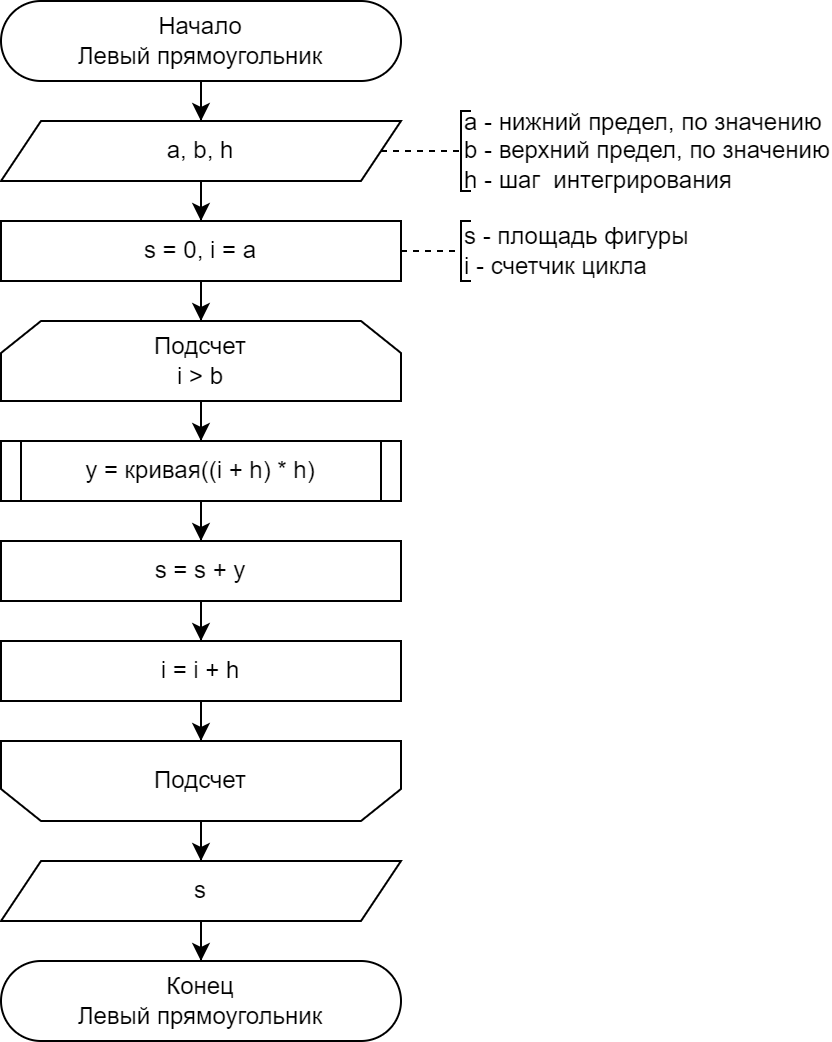 Начало
Левый прямоугольник
a, b, h
a - нижний предел, по значению
b - верхний предел, по значению
h - шаг  интегрирования
s = 0, i = a
s - площадь фигуры
i - счетчик цикла
Подсчет
i > b
y = кривая((i + h) * h)
s = s + y
i = i + h
Подсчет
s
Конец
Левый прямоугольник